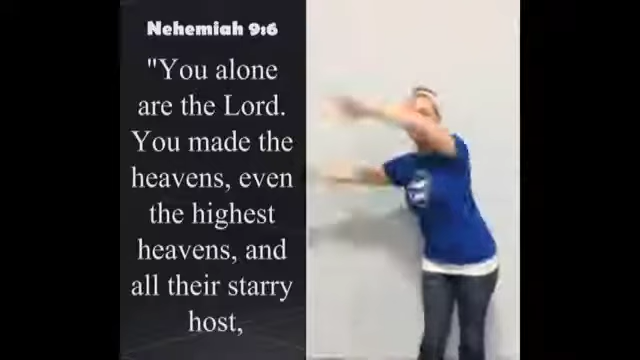 Nehemiah 9:6
"You alone
are the Lord.
You made the
heavens, even
the highest
heavens, and
all their starry
host,